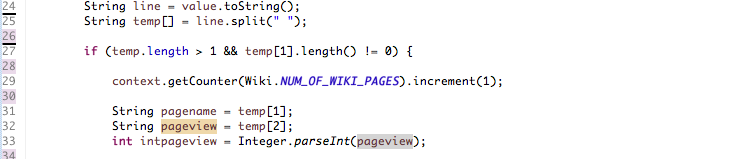 24 String line = value.toString();
25 String temp[] = line.split(" ");
26
27 if (temp.length > 1 && temp[1].length() != 0) {
28
29 context.getCounter(Wiki.NUM_OF_WIKI_PAGES).increment(1);
30
31 String pagename = temp[1];
32 String pageview = temp[2];
33 int intpageview = Integer.parseInt(pageview);
34